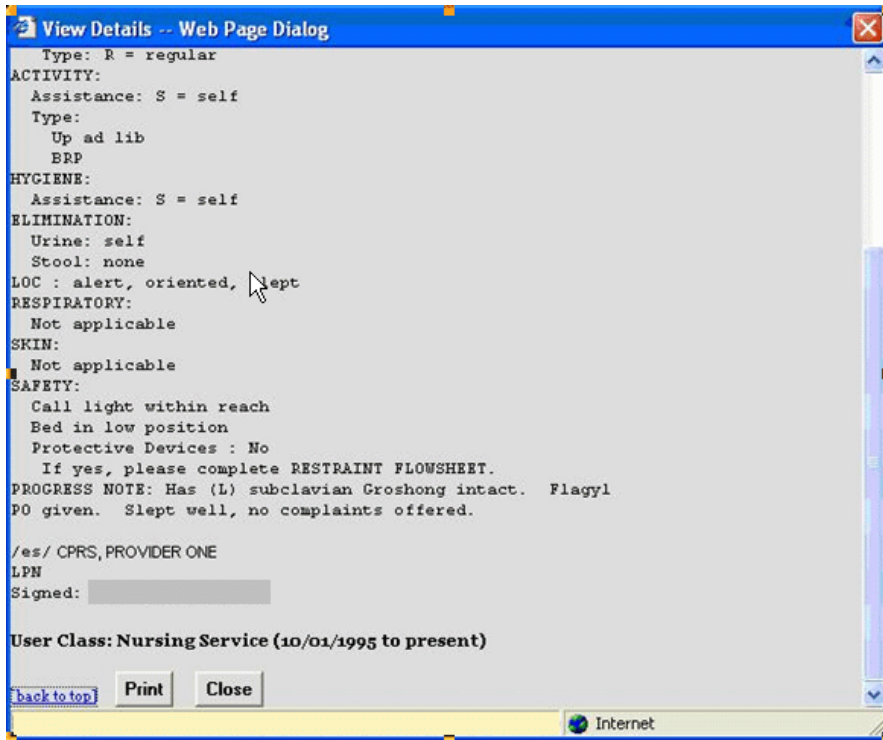 View Details -- Web Page Dialog
Type: R = regular
ACTIVITY:
Assistance: S = self
Type:
Up ad lib
BRP
HYGIENE:
Assistance: S = self
ELIMINATION:
Urine: self
Stool: none
LOC : alert, oriented, slept
RESPIRATORY:
Not applicable
SKIN:
Not applicable
SAFETY:
Call light within reach
Bed in low position
Protective Devices : No
If yes, please complete RESTRAINT FLOWSHEET.
PROGRESS NOTE: Has (L) subclavian Groshong intact.  Flagyl
PO given.  Slept well, no complaints offered.
/es/ CPRS, PROVIDER ONE
LPN
Signed:
User Class: Nursing Service (10/01/1995 to present)
[back to top] Print Close
Internet